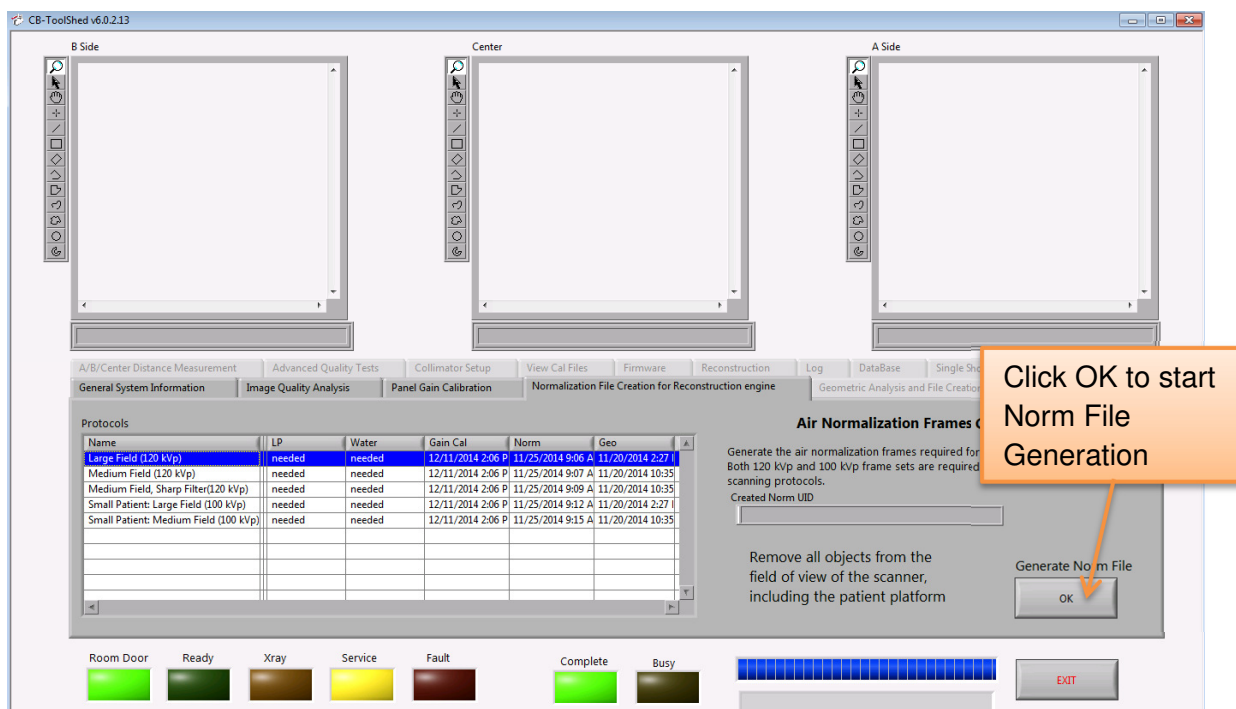 CB-ToolShed v6.0.2.13
B Side
Center
A Side
A/B/Center Distance Measurement
Advanced Quality Tests
Collimator Setup
View Cal Files
Firmware
Reconstruction
Log
DataBase
Single Sho
General System Information
Image Quality Analysis
Panel Gain Calibration
Normalization File Creation for Reconstruction engine
Geometric Analysis and File Creation
Click OK to start
Norm File
Generation
Protocols
Name LP Water Gain Cal Norm Geo
Large Field (120 kVp) needed needed 12/11/2014 2:06 P 11/25/2014 9:06 A 11/20/2014 2:27
Medium Field (120 kVp) needed needed 12/11/2014 2:06 P 11/25/2014 9:07 A 11/20/2014 10:35
Medium Field, Sharp Filter(120 kVp) needed needed 12/11/2014 2:06 P 11/25/2014 9:09 A 11/20/2014 10:35
Small Patient: Large Field (100 kVp) needed needed 12/11/2014 2:06 P 11/25/2014 9:12 A 11/20/2014 2:27
Small Patient: Medium Field (100 kVp) needed needed 12/11/2014 2:06 P 11/25/2014 9:15 A 11/20/2014 10:35
Air Normalization Frames
Generate the air normalization frames required for
Both 120 kVp and 100 kVp frame sets are required
scanning protocols.
Created Norm UID
Remove all objects from the
field of view of the scanner,
including the patient platform
Generate Norm File
OK
Room Door
Ready
Xray
Service
Fault
Complete
Busy
EXIT